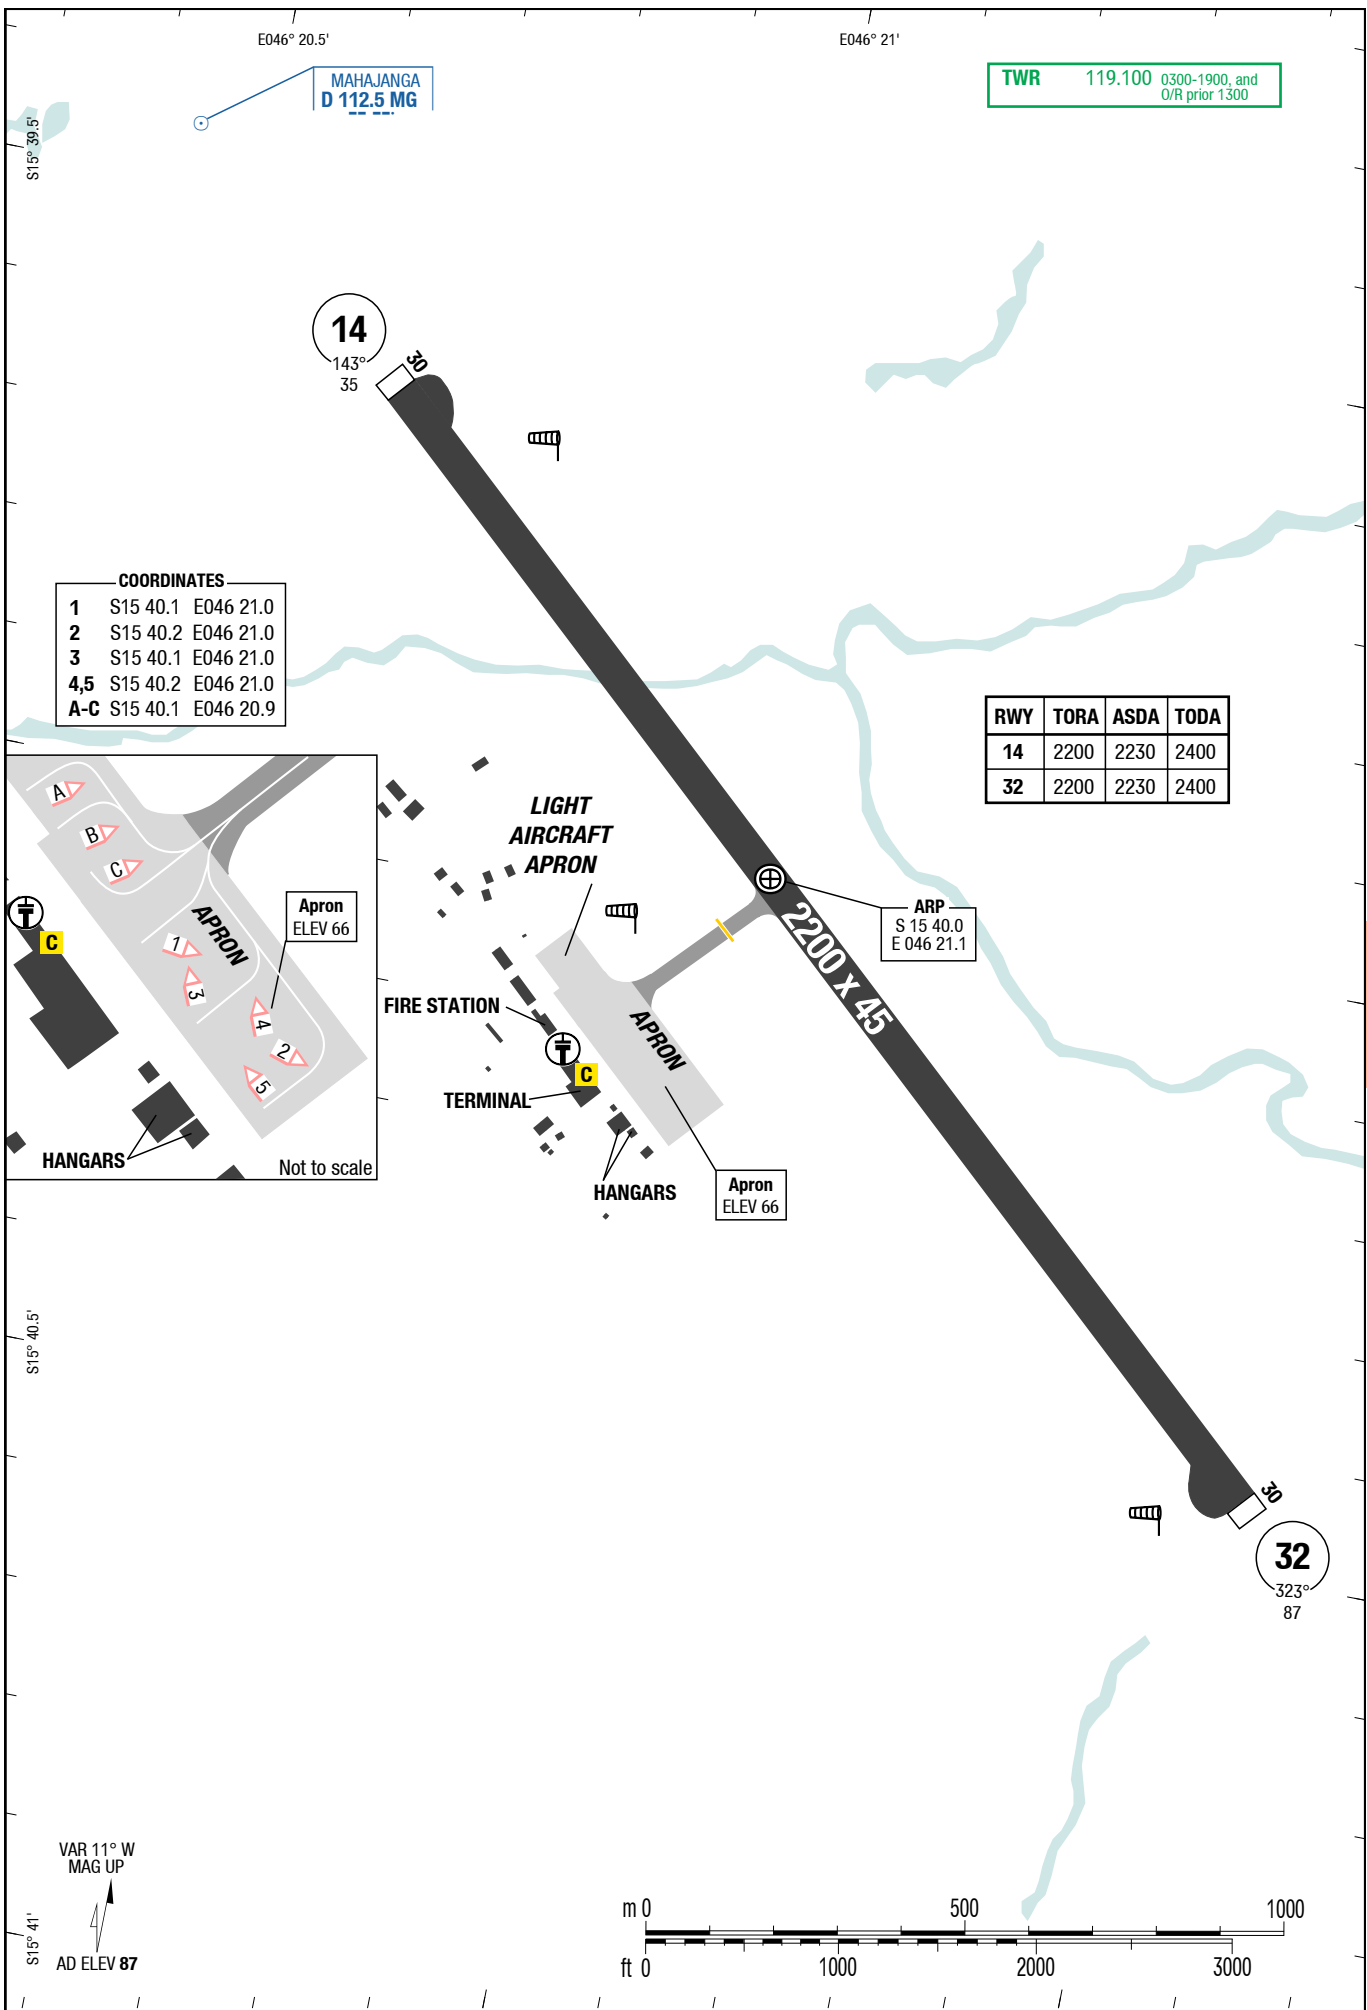 E046° 20.5'
E046° 21'
MAHAJANGA
D 112.5 MG
TWR 119.100 0300-1900, and
O/R prior 1300
S15° 39.5'
14
143°
35
30
COORDINATES
1 S15 40.1 E046 21.0
2 S15 40.2 E046 21.0
3 S15 40.1 E046 21.0
4,5 S15 40.2 E046 21.0
A-C S15 40.1 E046 20.9
RWY TORA ASDA TODA
14 2200 2230 2400
32 2200 2230 2400
A
B
C
APRON
1
3
4
2
5
C
Apron
ELEV 66
HANGARS
Not to scale
LIGHT
AIRCRAFT
APRON
ARP
S 15 40.0
E 046 21.1
2200 x 45
FIRE STATION
APRON
C
TERMINAL
HANGARS
Apron
ELEV 66
S15° 40.5'
30
32
323°
87
VAR 11° W
MAG UP
AD ELEV 87
S15° 41'
m 0 500 1000
ft 0 1000 2000 3000